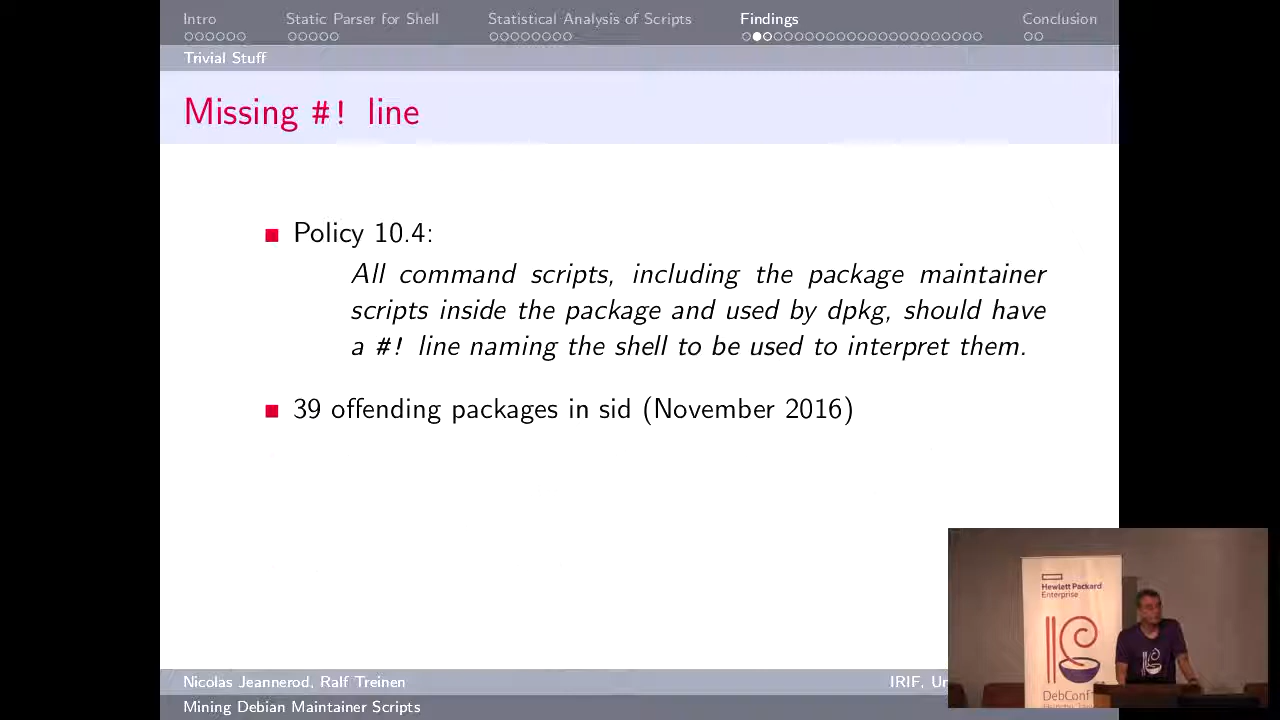 Intro Static Parser for Shell Statistical Analysis of Scripts Findings Conclusion
Trivial Stuff
Missing #! line
Policy 10.4:
All command scripts, including the package maintainer
scripts inside the package and used by dpkg, should have
a #! line naming the shell to be used to interpret them.
39 offending packages in sid (November 2016)
Nicolas Jeannerod, Ralf Treinen IRIF,
Mining Debian Maintainer Scripts
Hewlett Packard
Enterprise
DebConf